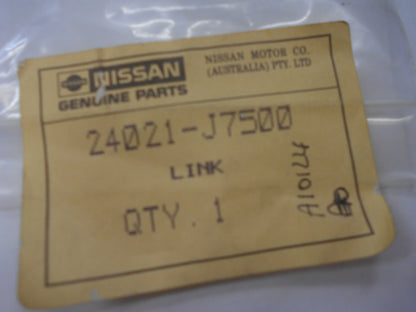 NISSAN
GENUINE PARTS
NISSAN MOTOR CO.
(AUSTRALIA) PTY. LTD
24021-J7500
LINK
QTY. 1
A10124